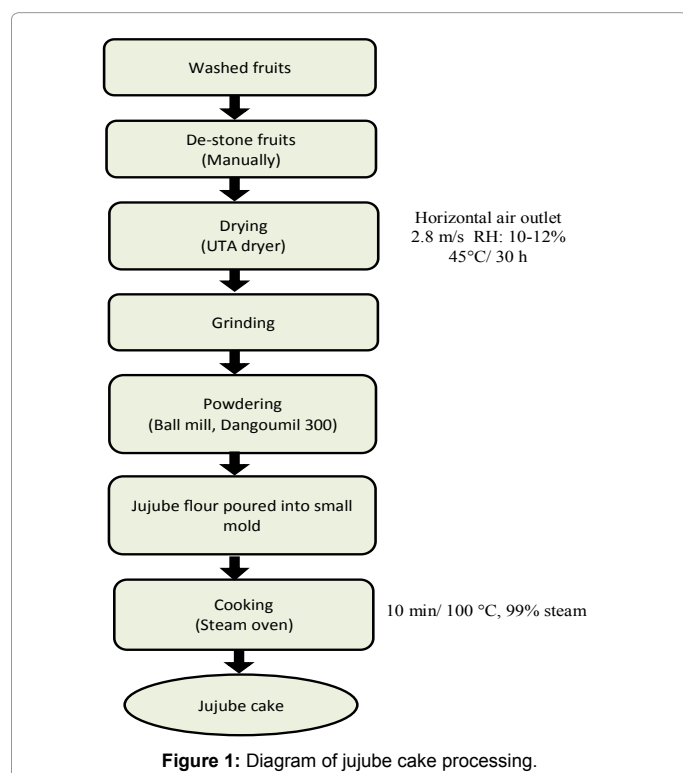 Washed fruits
De-stone fruits
(Manually)
Drying
(UTA dryer)
Horizontal air outlet
2.8 m/s  RH: 10-12%
45°C/ 30 h
Grinding
Powdering
(Ball mill, Dangoumil 300)
Jujube flour poured into small
mold
Cooking
(Steam oven)
10 min/ 100 °C, 99% steam
Jujube cake
Figure 1: Diagram of jujube cake processing.